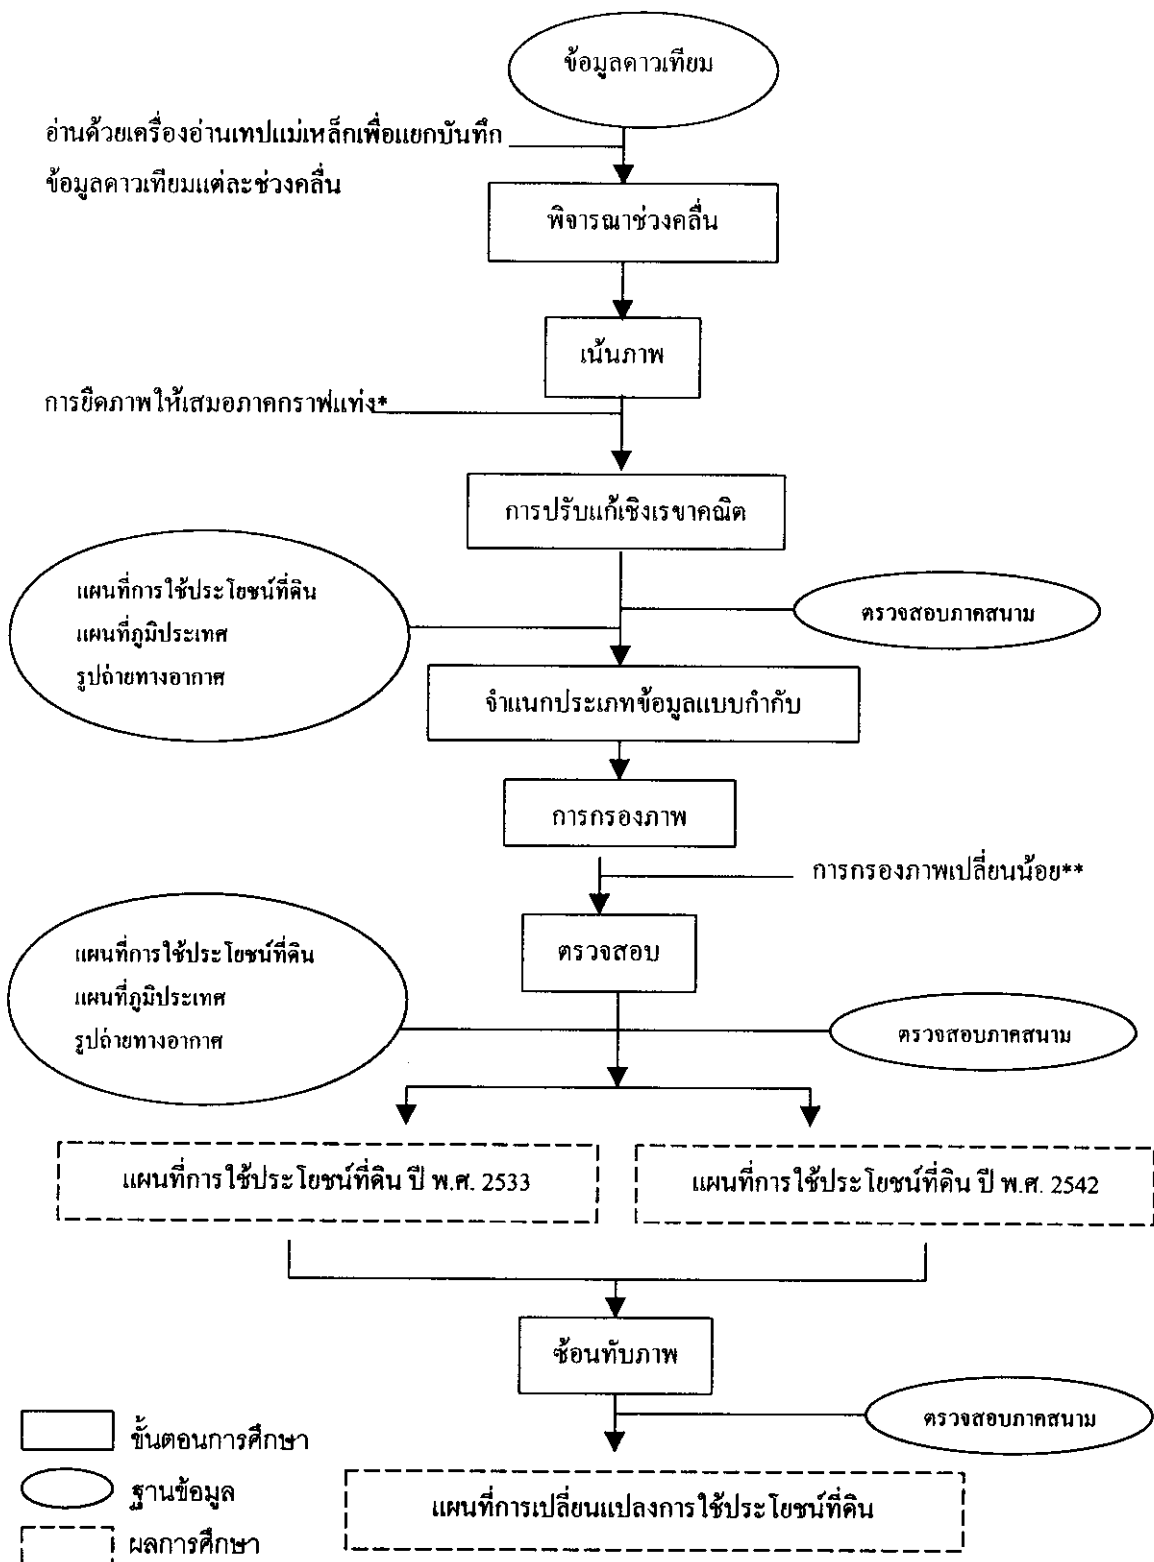 ข้อมูลดาวเทียม
อ่านด้วยเครื่องอ่านเทปแม่เหล็กเพื่อแยกบันทึก
ข้อมูลดาวเทียมแต่ละช่วงคลื่น
พิจารณาช่วงคลื่น
เน้นภาพ
การยืดภาพให้เสมอภาคกราฟแท่ง*
การปรับแก้เชิงเรขาคณิต
แผนที่การใช้ประโยชน์ที่ดิน
แผนที่ภูมิประเทศ
รูปถ่ายทางอากาศ
ตรวจสอบภาคสนาม
จำแนกประเภทข้อมูลแบบกำกับ
การกรองภาพ
การกรองภาพเปลี่ยนน้อย**
ตรวจสอบ
แผนที่การใช้ประโยชน์ที่ดิน
แผนที่ภูมิประเทศ
รูปถ่ายทางอากาศ
ตรวจสอบภาคสนาม
แผนที่การใช้ประโยชน์ที่ดิน ปี พ.ศ. 2533
แผนที่การใช้ประโยชน์ที่ดิน ปี พ.ศ. 2542
ซ้อนทับภาพ
ตรวจสอบภาคสนาม
แผนที่การเปลี่ยนแปลงการใช้ประโยชน์ที่ดิน
ขั้นตอนการศึกษา
ฐานข้อมูล
ผลการศึกษา